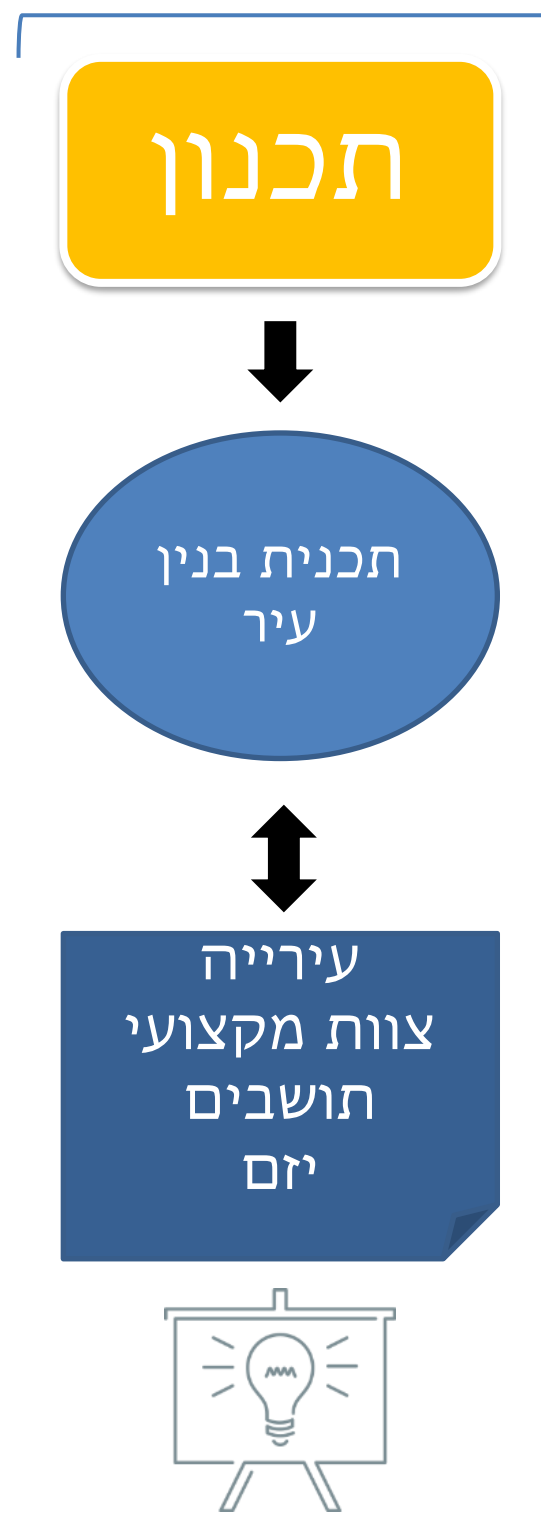 תכנון
תכנית בנין
עיר
עירייה
צוות מקצועי
תושבים
יזם